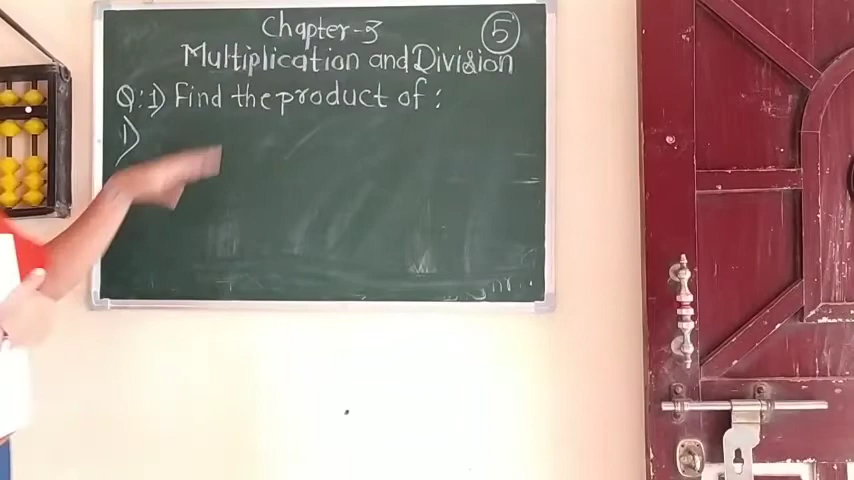 Chapter-3 5
Multiplication and Division
Q:1) Find the product of :
1)